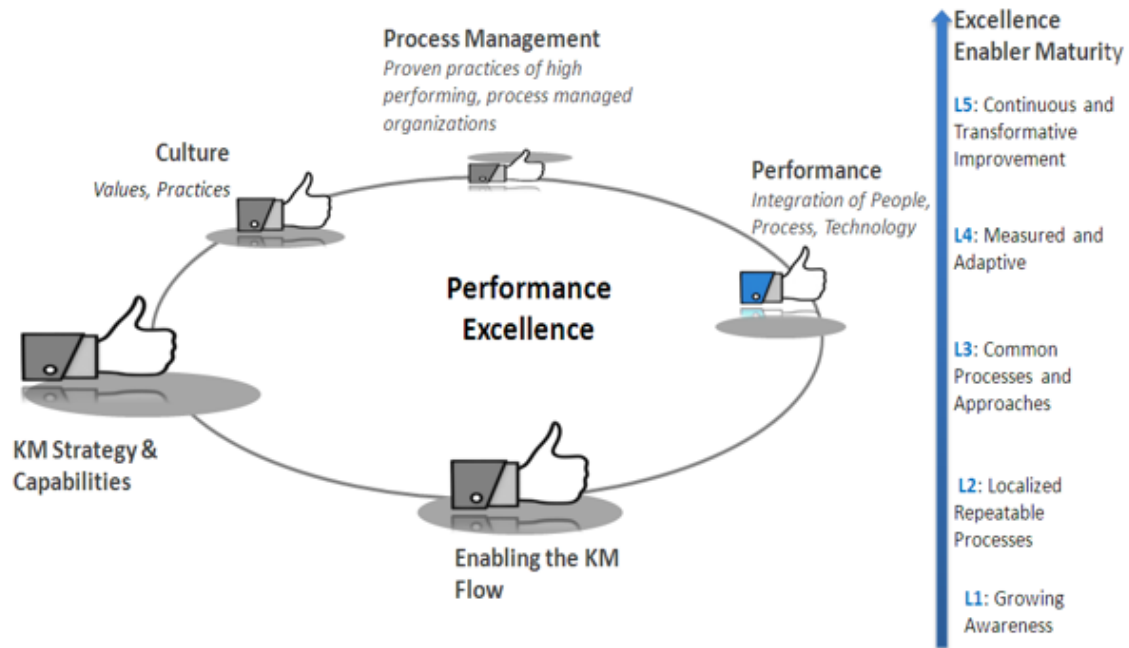 Process Management
Proven practices of high
performing, process managed
organizations
Culture
Values, Practices
Performance
Integration of People,
Process, Technology
Performance
Excellence
KM Strategy &
Capabilities
Enabling the KM
Flow
Excellence
Enabler Maturity
L5: Continuous and
Transformative
Improvement
L4: Measured and
Adaptive
L3: Common
Processes and
Approaches
L2: Localized
Repeatable
Processes
L1: Growing
Awareness